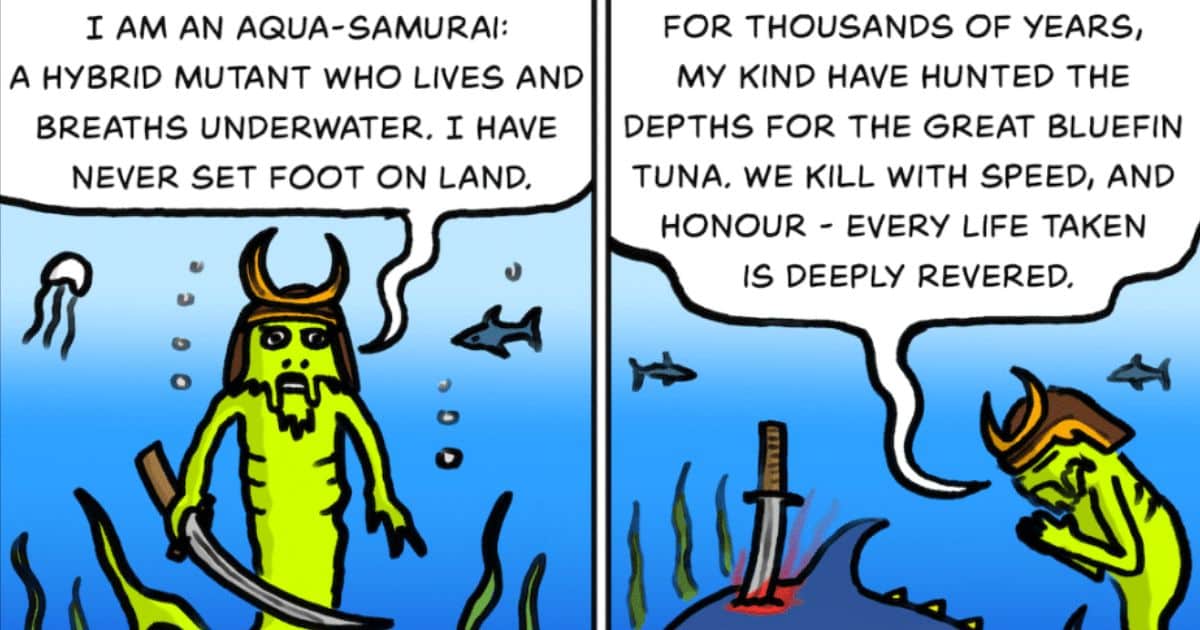 I AM AN AQUA-SAMURAI:
A HYBRID MUTANT WHO LIVES AND
BREATHS UNDERWATER. I HAVE
NEVER SET FOOT ON LAND.
FOR THOUSANDS OF YEARS,
MY KIND HAVE HUNTED THE
DEPTHS FOR THE GREAT BLUEFIN
TUNA. WE KILL WITH SPEED, AND
HONOUR - EVERY LIFE TAKEN
IS DEEPLY REVERED.